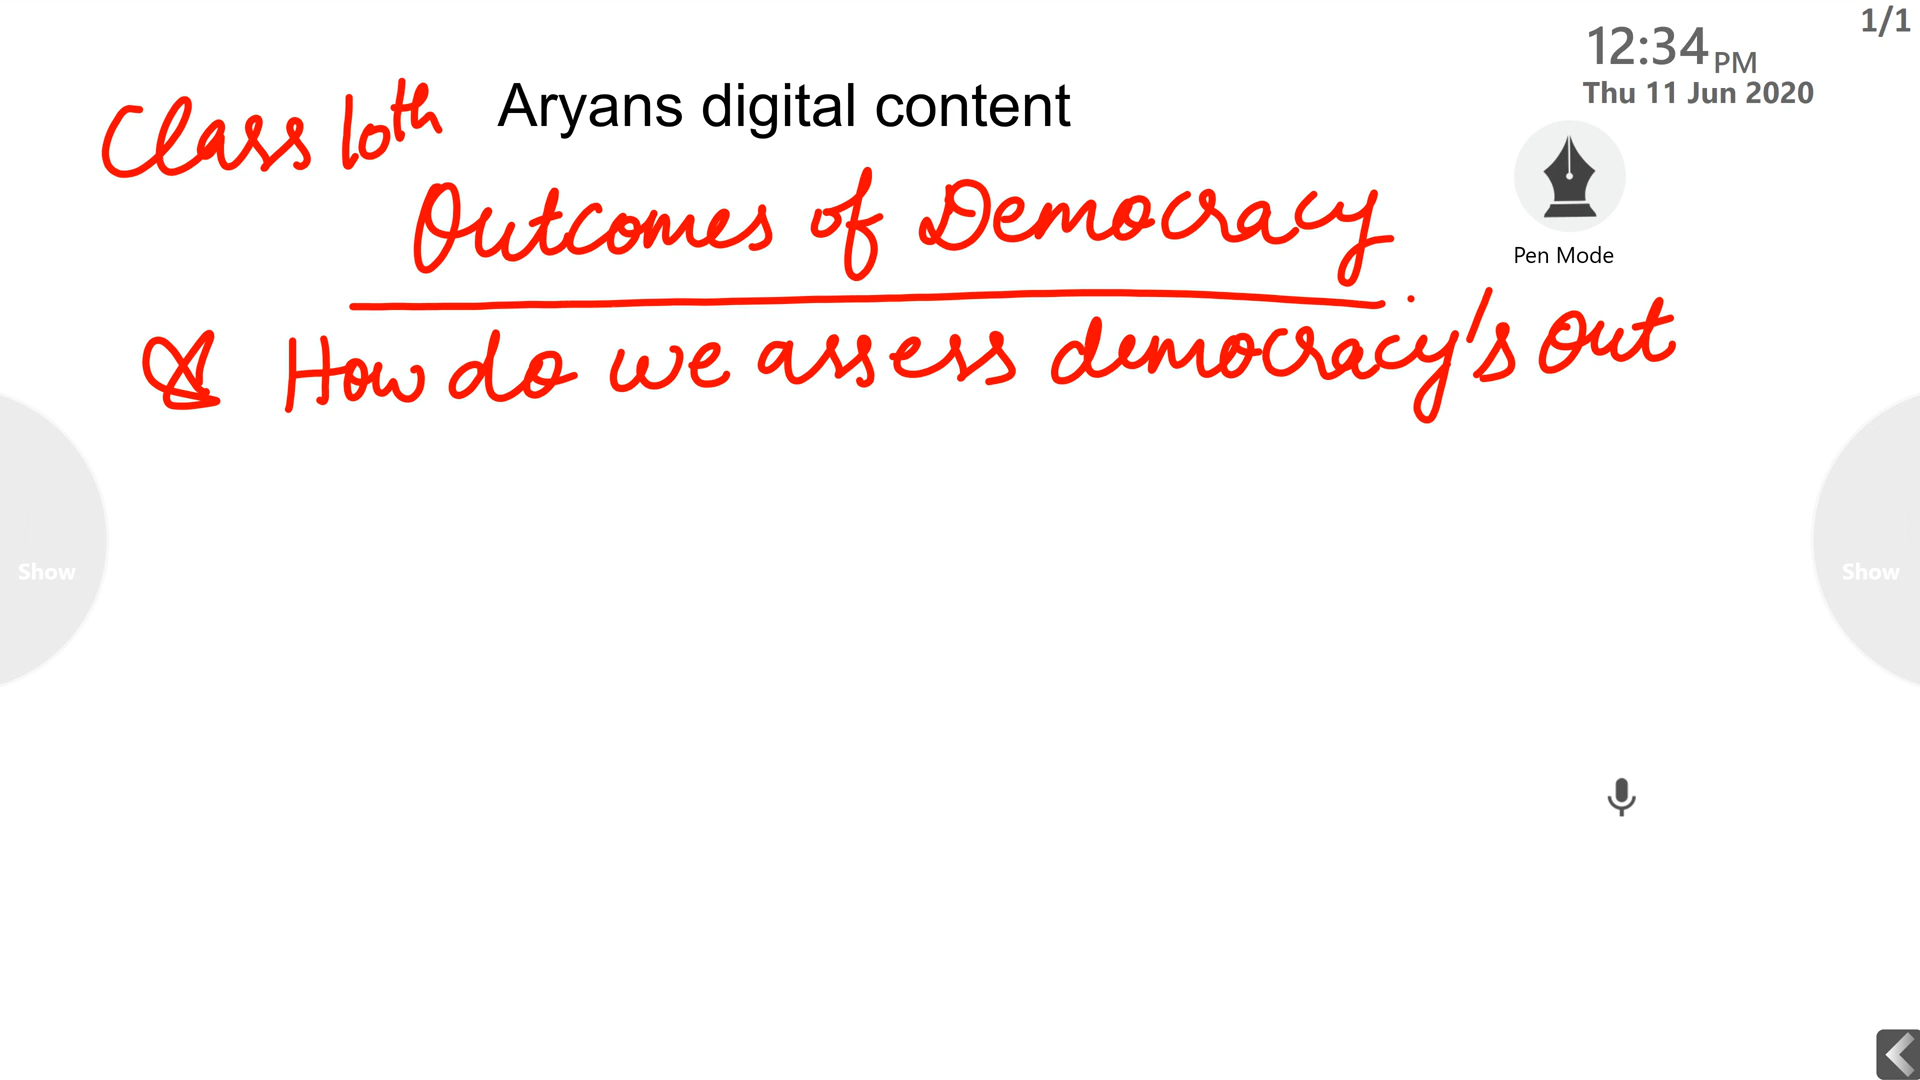 1/1
12:34 PM
Thu 11 Jun 2020
Class 10th Aryans digital content
Outcomes of Democracy
Pen Mode
How do we assess democracy's out
Show
Show